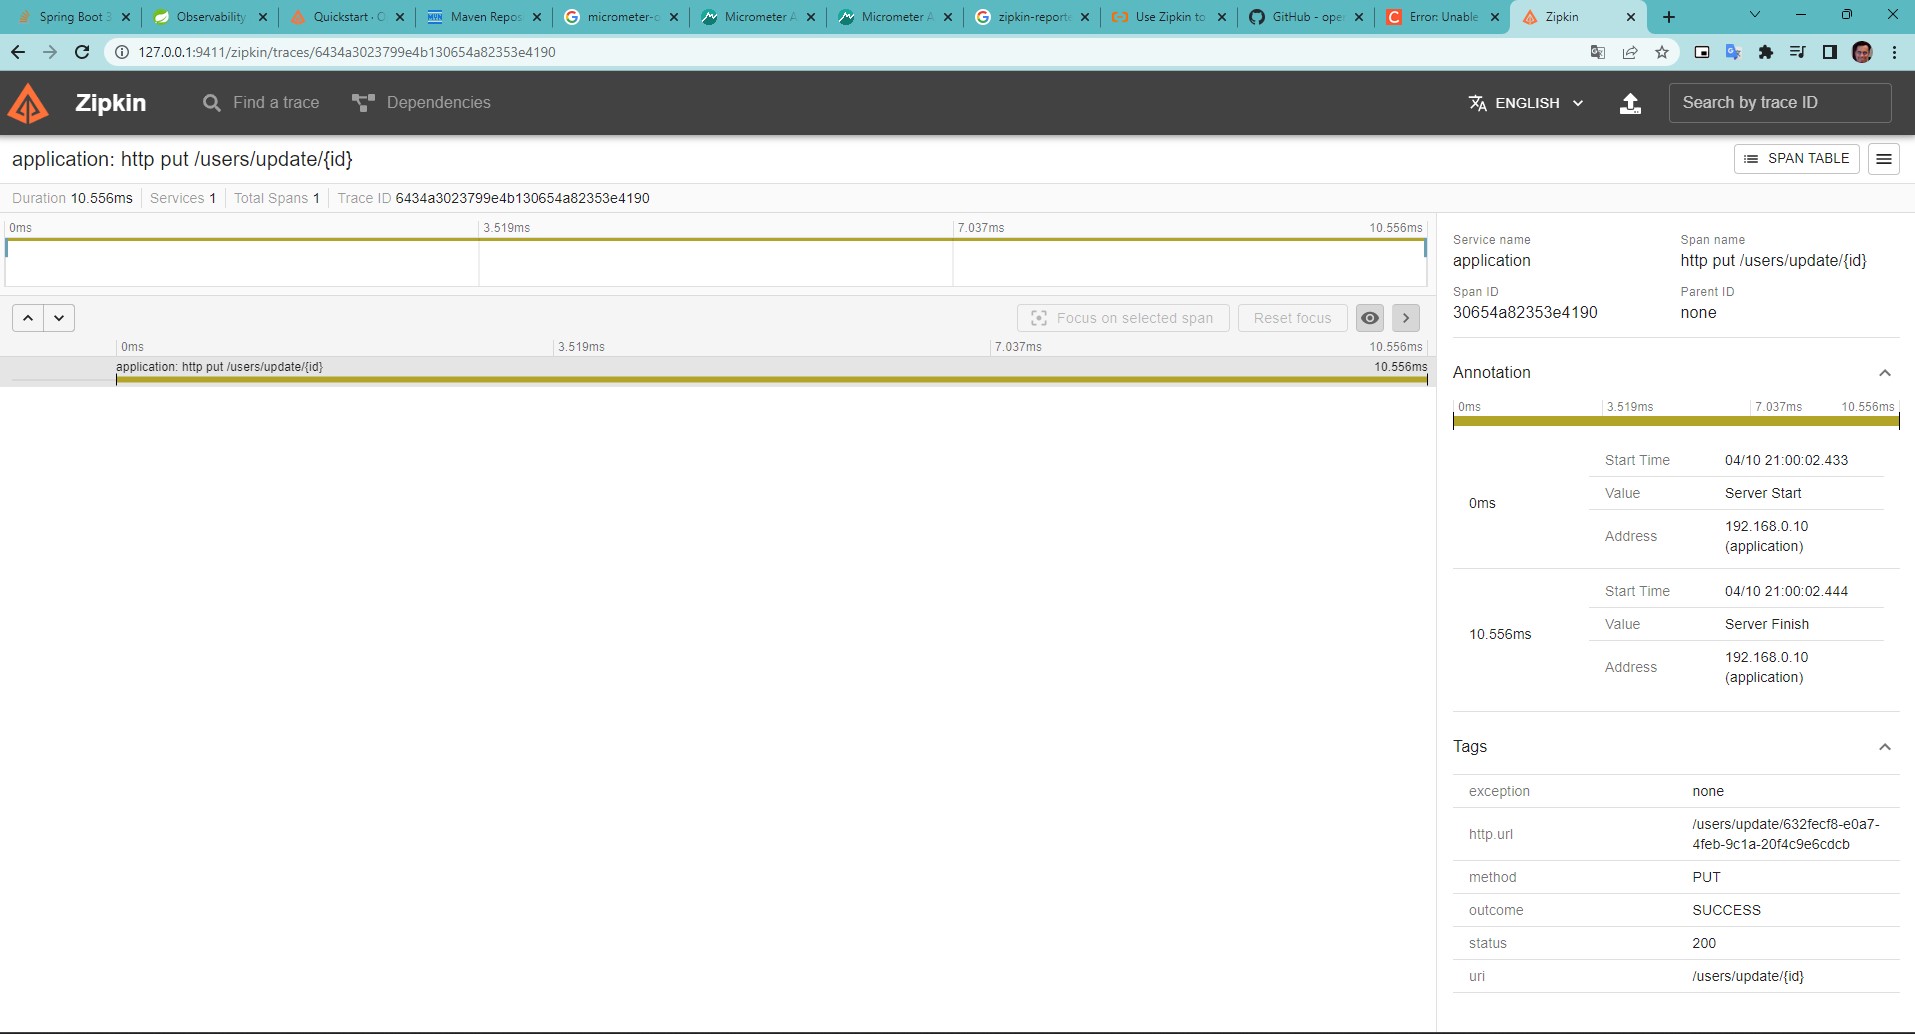 Spring Boot 3
Observability
Quickstart · O
Maven Repos
micrometer-o
Micrometer A
Micrometer A
zipkin-reporte
Use Zipkin to
GitHub - ope
Error: Unable
Zipkin
127.0.0.1:9411/zipkin/traces/6434a3023799e4b130654a82353e4190
Zipkin
Find a trace
Dependencies
ENGLISH
Search by trace ID
application: http put /users/update/{id}
SPAN TABLE
Duration 10.556ms
Services 1
Total Spans 1
Trace ID 6434a3023799e4b130654a82353e4190
0ms
3.519ms
7.037ms
10.556ms
Focus on selected span
Reset focus
0ms
3.519ms
7.037ms
10.556ms
application: http put /users/update/{id}
10.556ms
Service name
application
Span name
http put /users/update/{id}
Span ID
30654a82353e4190
Parent ID
none
Annotation
0ms
3.519ms
7.037ms
10.556ms
0ms
Start Time 04/10 21:00:02.433
Value Server Start
Address 192.168.0.10
(application)
10.556ms
Start Time 04/10 21:00:02.444
Value Server Finish
Address 192.168.0.10
(application)
Tags
exception none
http.url /users/update/632fecf8-e0a7-
4feb-9c1a-20f4c9e6cdcb
method PUT
outcome SUCCESS
status 200
uri /users/update/{id}